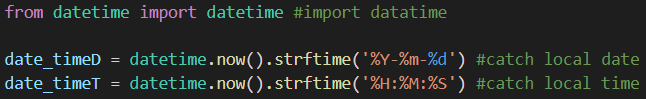 from datetime import datetime #import datatime
date_timeD = datetime.now().strftime('%Y-%m-%d') #catch local date
date_timeT = datetime.now().strftime('%H:%M:%S') #catch local time